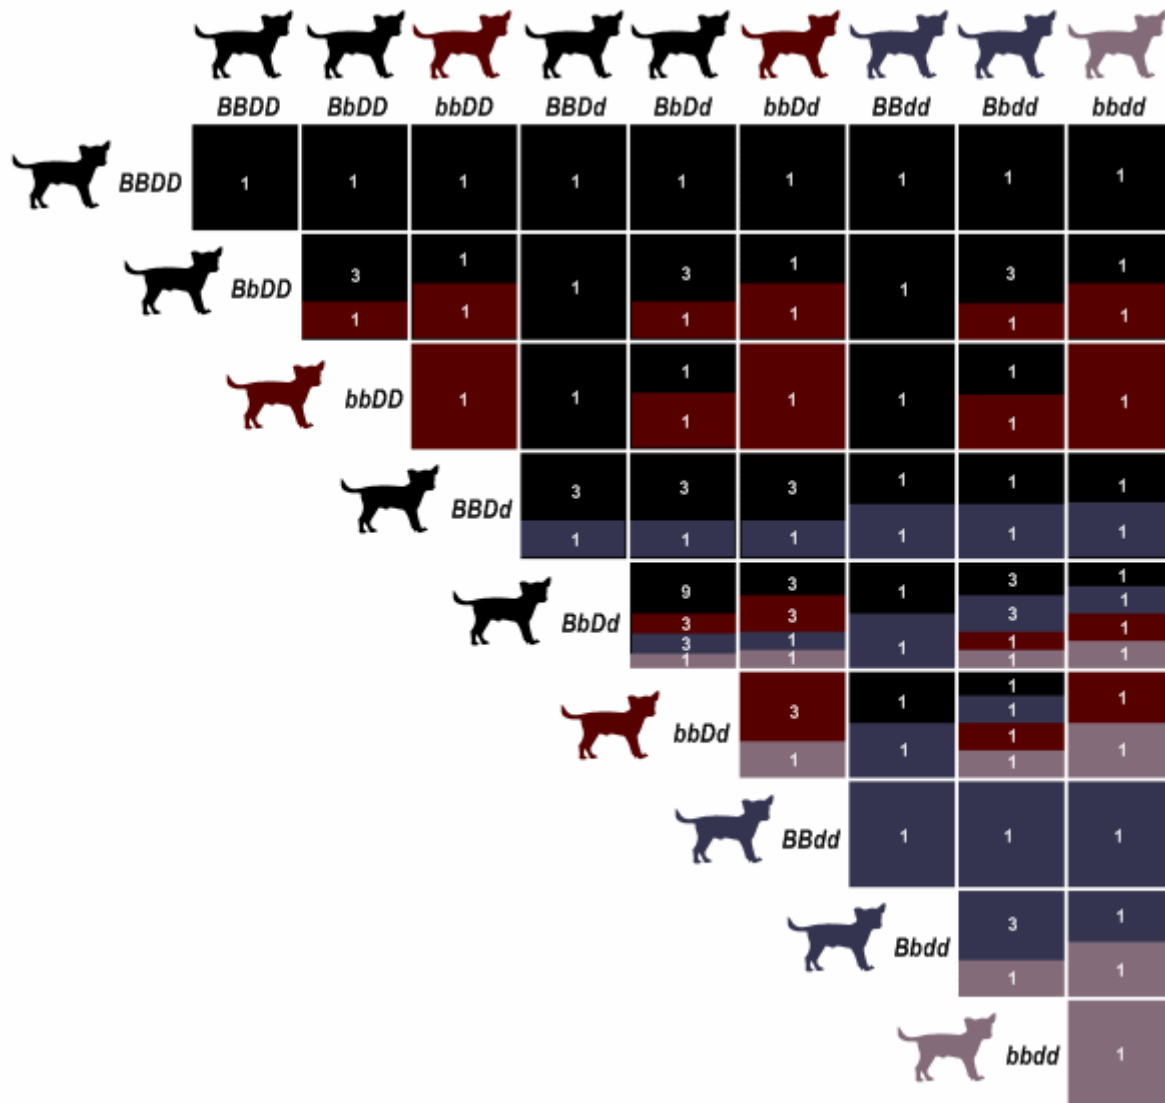 BBDD BbDD bbDD BBDd BbDd bbDd BBdd Bbdd bbdd
BBDD 1 1 1 1 1 1 1 1 1
BbDD 3 1 1 3 1 1 3 1
1 1 1 1 1 1
bbDD 1 1 1 1 1 1 1
1 1
BBDd 3 3 3 1 1 1
1 1 1 1 1 1
BbDd 9 3 1 3 1
3 3 3 1
3 1 1 1 1
1 1 1 1
bbDd 3 1 1 1
1
1 1 1 1
1
BBdd 1 1 1
Bbdd 3 1
1 1
bbdd 1